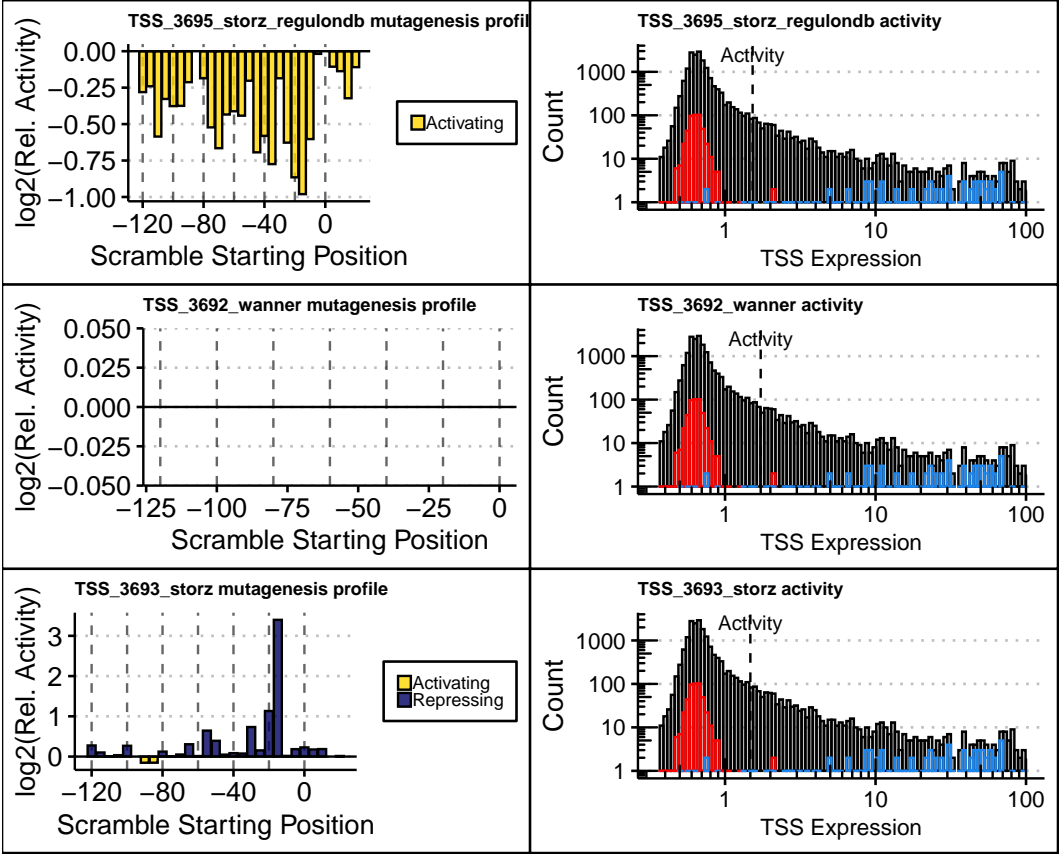 TSS_3695_storz_regulondb mutagenesis profil
log2(Rel. Activity)
0.00
−0.25
−0.50
−0.75
−1.00
−120 −80 −40 0
Scramble Starting Position
Activating
TSS_3695_storz_regulondb activity
Activity
Count
1000
100
10
1
1 10 100
TSS Expression
TSS_3692_wanner mutagenesis profile
log2(Rel. Activity)
0.050
0.025
0.000
−0.025
−0.050
−125 −100 −75 −50 −25 0
Scramble Starting Position
TSS_3692_wanner activity
Activity
Count
1000
100
10
1
1 10 100
TSS Expression
TSS_3693_storz mutagenesis profile
log2(Rel. Activity)
3
2
1
0
−120 −80 −40 0
Scramble Starting Position
Activating
Repressing
TSS_3693_storz activity
Activity
Count
1000
100
10
1
1 10 100
TSS Expression